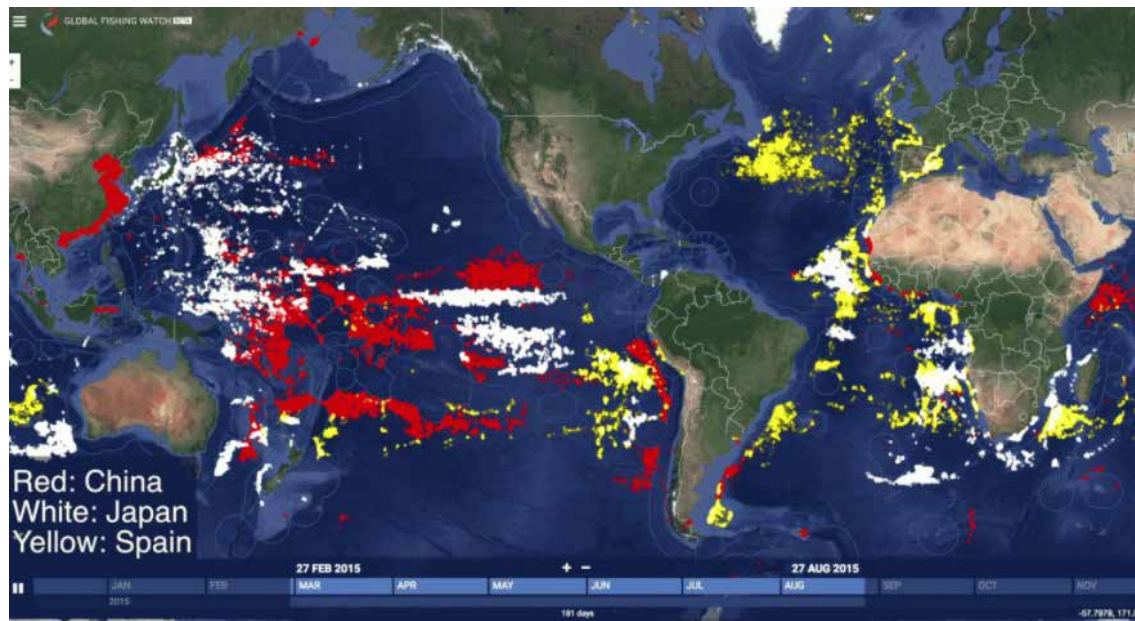 GLOBAL FISHING WATCH BETA
+
-
Red: China
White: Japan
Yellow: Spain
27 FEB 2015
+ −
27 AUG 2015
JAN
FEB
MAR
APR
MAY
JUN
JUL
AUG
SEP
OCT
NOV
2015
181 days